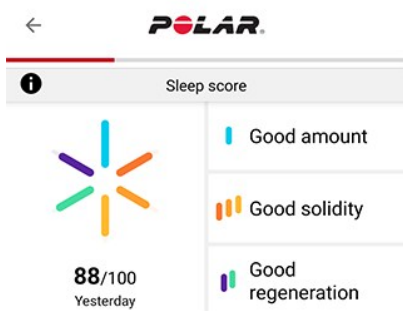 POLAR.
Sleep score
Good amount
Good solidity
88/100
Yesterday
Good
regeneration